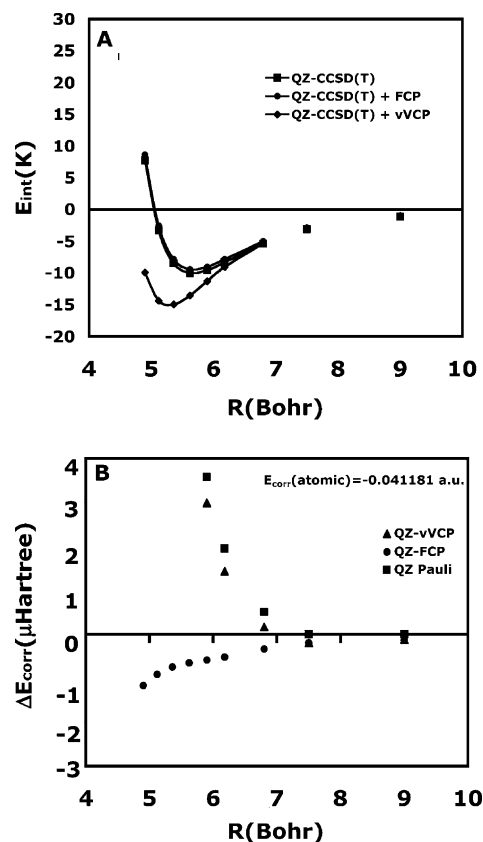 30
A
25
QZ-CCSD(T)
20
QZ-CCSD(T) + FCP
15
QZ-CCSD(T) + vVCP
10
5
Eint(K)
0
-5
-10
-15
-20
4 5 6 7 8 9 10
R(Bohr)
4
B
Ecorr(atomic)=-0.041181 a.u.
3
QZ-vVCP
2
QZ-FCP
QZ Pauli
1
ΔEcorr(μHartree)
0
-1
-2
-3
4 5 6 7 8 9 10
R(Bohr)